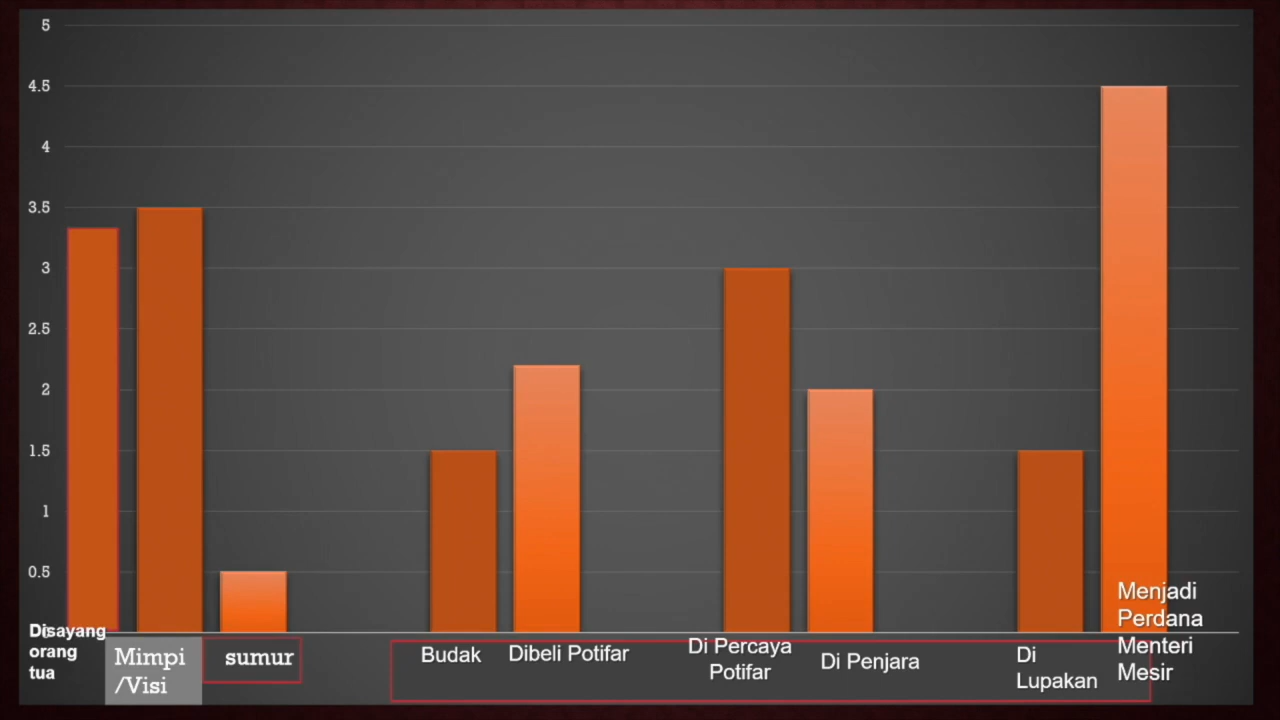 5
4.5
4
3.5
3
2.5
2
1.5
1
0.5
Disayang
orang
tua
Mimpi
/Visi
sumur
Budak
Dibeli Potifar
Di Percaya
Potifar
Di Penjara
Di
Lupakan
Menjadi
Perdana
Menteri
Mesir